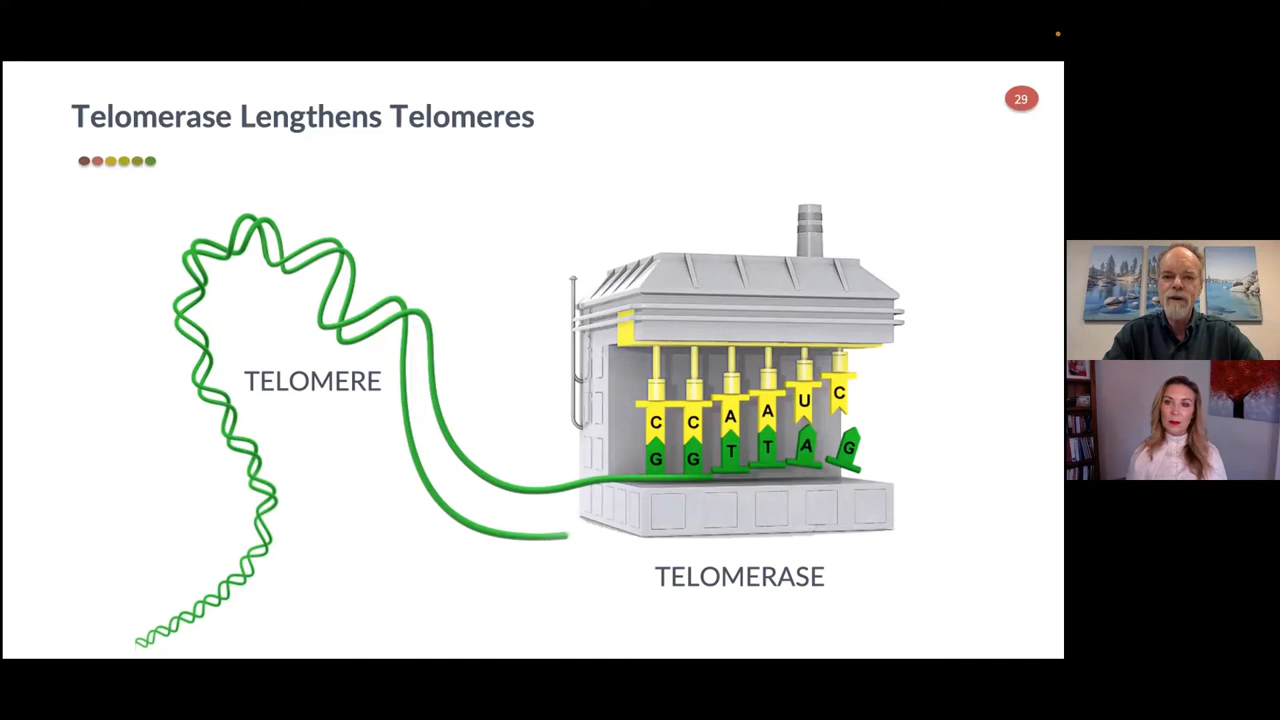 Telomerase Lengthens Telomeres
29
TELOMERE
C C A A U C
G G T T A G
TELOMERASE